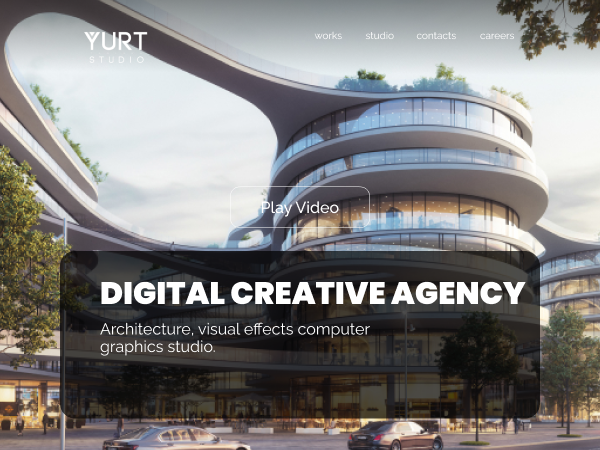 YURT
STUDIO
works studio contacts careers
Play Video
DIGITAL CREATIVE AGENCY
Architecture, visual effects computer
graphics studio.